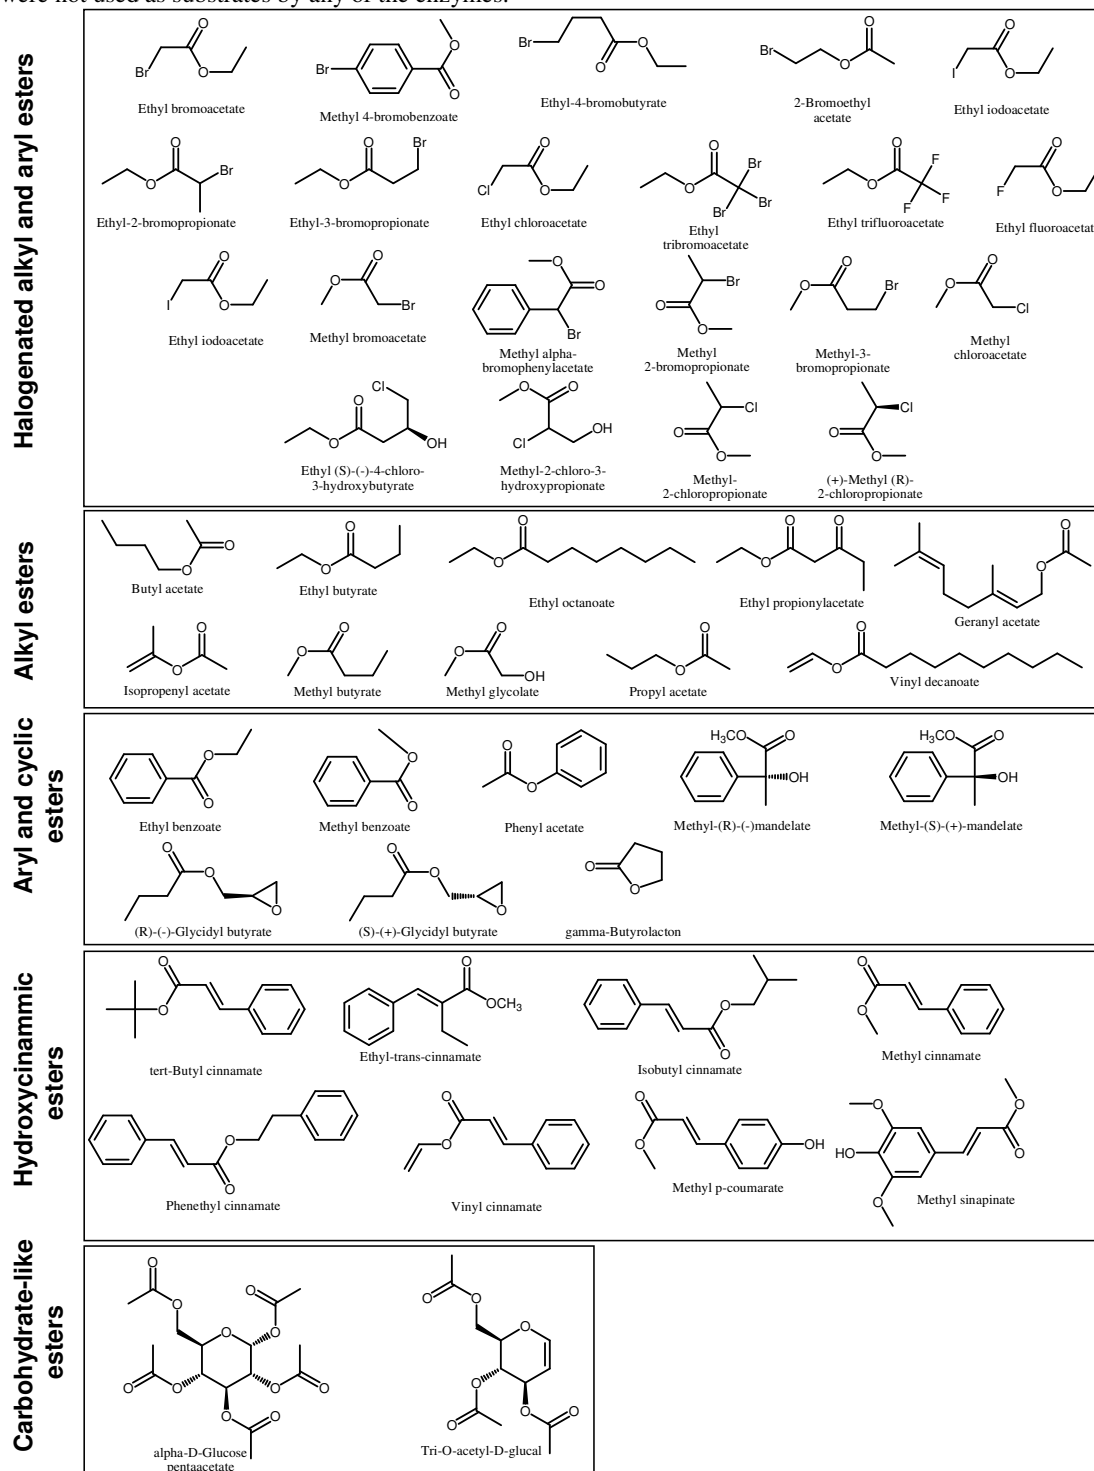 were not used as substrates by any of the enzymes.
Halogenated alkyl and aryl esters
Ethyl bromoacetate
Methyl 4-bromobenzoate
Ethyl-4-bromobutyrate
2-Bromoethyl
acetate
Ethyl iodoacetate
Ethyl-2-bromopropionate
Ethyl-3-bromopropionate
Ethyl chloroacetate
Ethyl
tribromoacetate
Ethyl trifluoroacetate
Ethyl fluoroacetat
Ethyl iodoacetate
Methyl bromoacetate
Methyl alpha-
bromophenylacetate
Methyl
2-bromopropionate
Methyl-3-
bromopropionate
Methyl
chloroacetate
Ethyl (S)-(-)-4-chloro-
3-hydroxybutyrate
Methyl-2-chloro-3-
hydroxypropionate
Methyl-
2-chloropropionate
(+)-Methyl (R)-
2-chloropropionate
Alkyl esters
Butyl acetate
Ethyl butyrate
Ethyl octanoate
Ethyl propionylacetate
Geranyl acetate
Isopropenyl acetate
Methyl butyrate
Methyl glycolate
Propyl acetate
Vinyl decanoate
Aryl and cyclic
esters
Ethyl benzoate
Methyl benzoate
Phenyl acetate
Methyl-(R)-(-)mandelate
Methyl-(S)-(+)-mandelate
(R)-(-)-Glycidyl butyrate
(S)-(+)-Glycidyl butyrate
gamma-Butyrolacton
Hydroxycinammic
esters
tert-Butyl cinnamate
Ethyl-trans-cinnamate
Isobutyl cinnamate
Methyl cinnamate
Phenethyl cinnamate
Vinyl cinnamate
Methyl p-coumarate
Methyl sinapinate
Carbohydrate-like
esters
alpha-D-Glucose
pentaacetate
Tri-O-acetyl-D-glucal